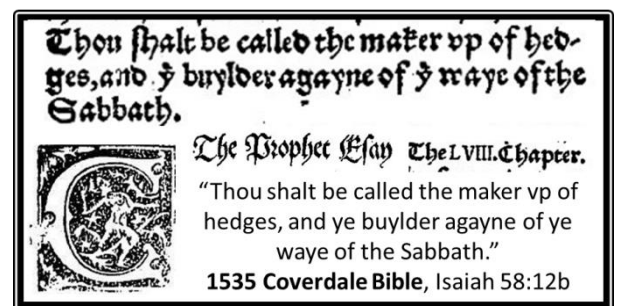 Thou ſhalt be called the maker vp of hed-
ges, and ẏ buylder agayne of ẏ waye of the
Sabbath.
The Prophet Eſay The LVIII. Chapter.
C
“Thou shalt be called the maker vp of
hedges, and ye buylder agayne of ye
waye of the Sabbath.”
1535 Coverdale Bible, Isaiah 58:12b